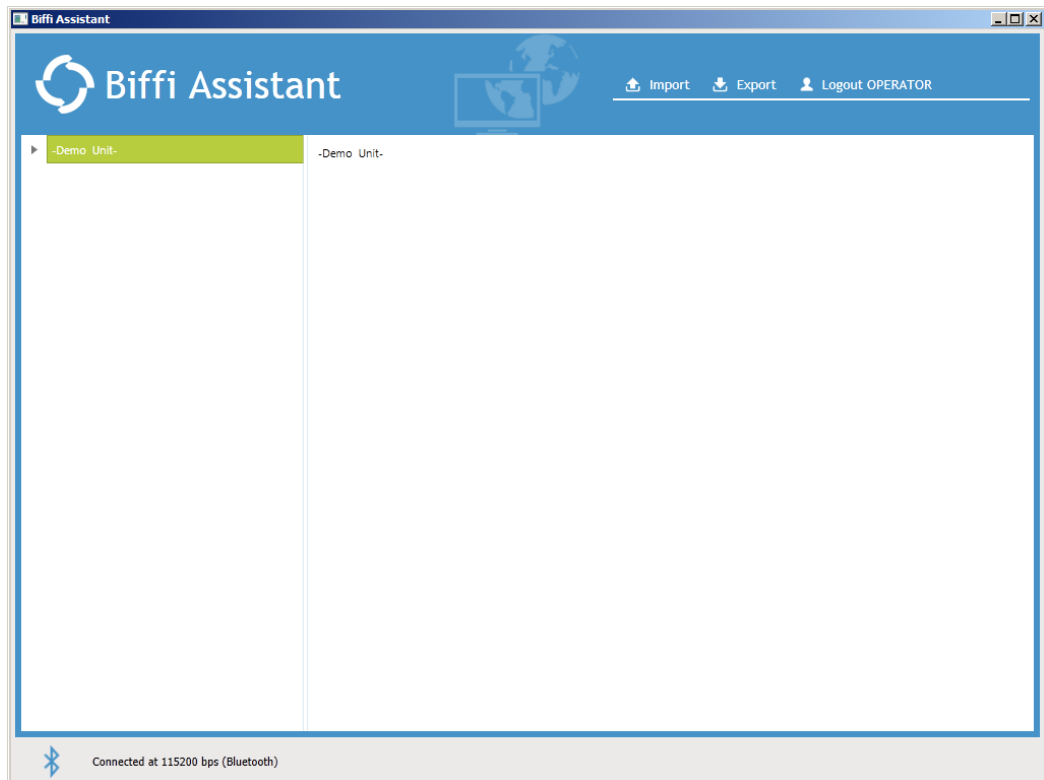 Biffi Assistant
Biffi Assistant
Import Export Logout OPERATOR
-Demo Unit-
-Demo Unit-
Connected at 115200 bps (Bluetooth)